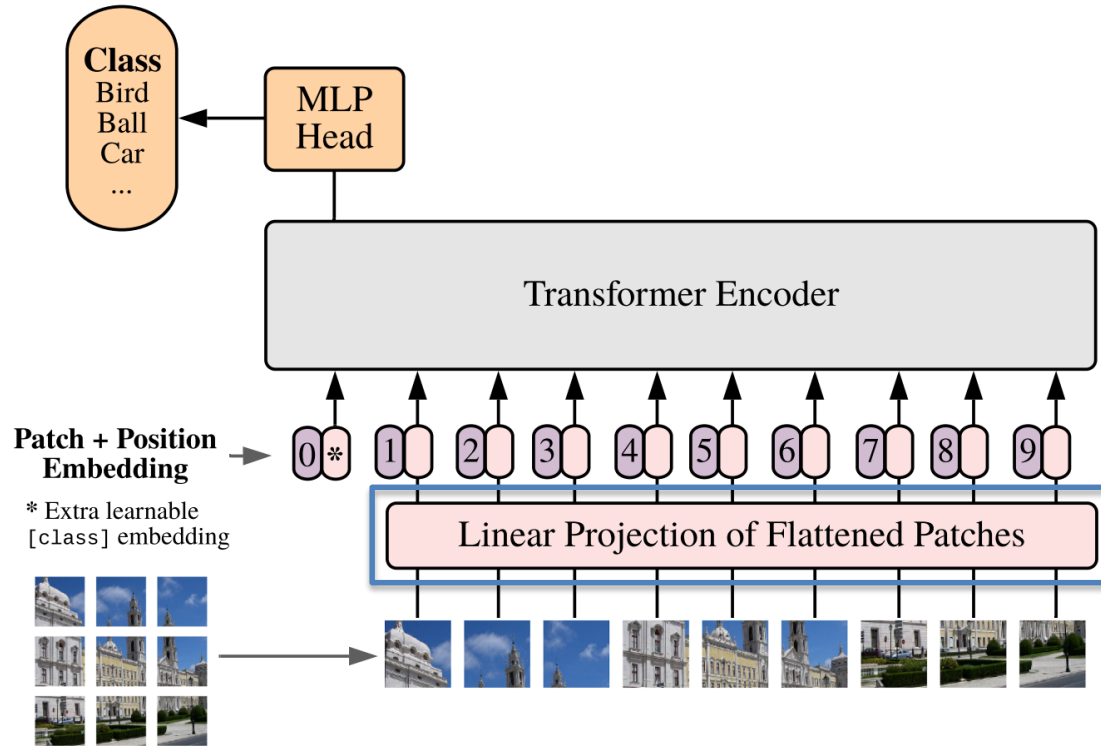 Class
Bird
Ball
Car
...
MLP
Head
Transformer Encoder
Patch + Position
Embedding
0 * 1 2 3 4 5 6 7 8 9
* Extra learnable
[class] embedding
Linear Projection of Flattened Patches